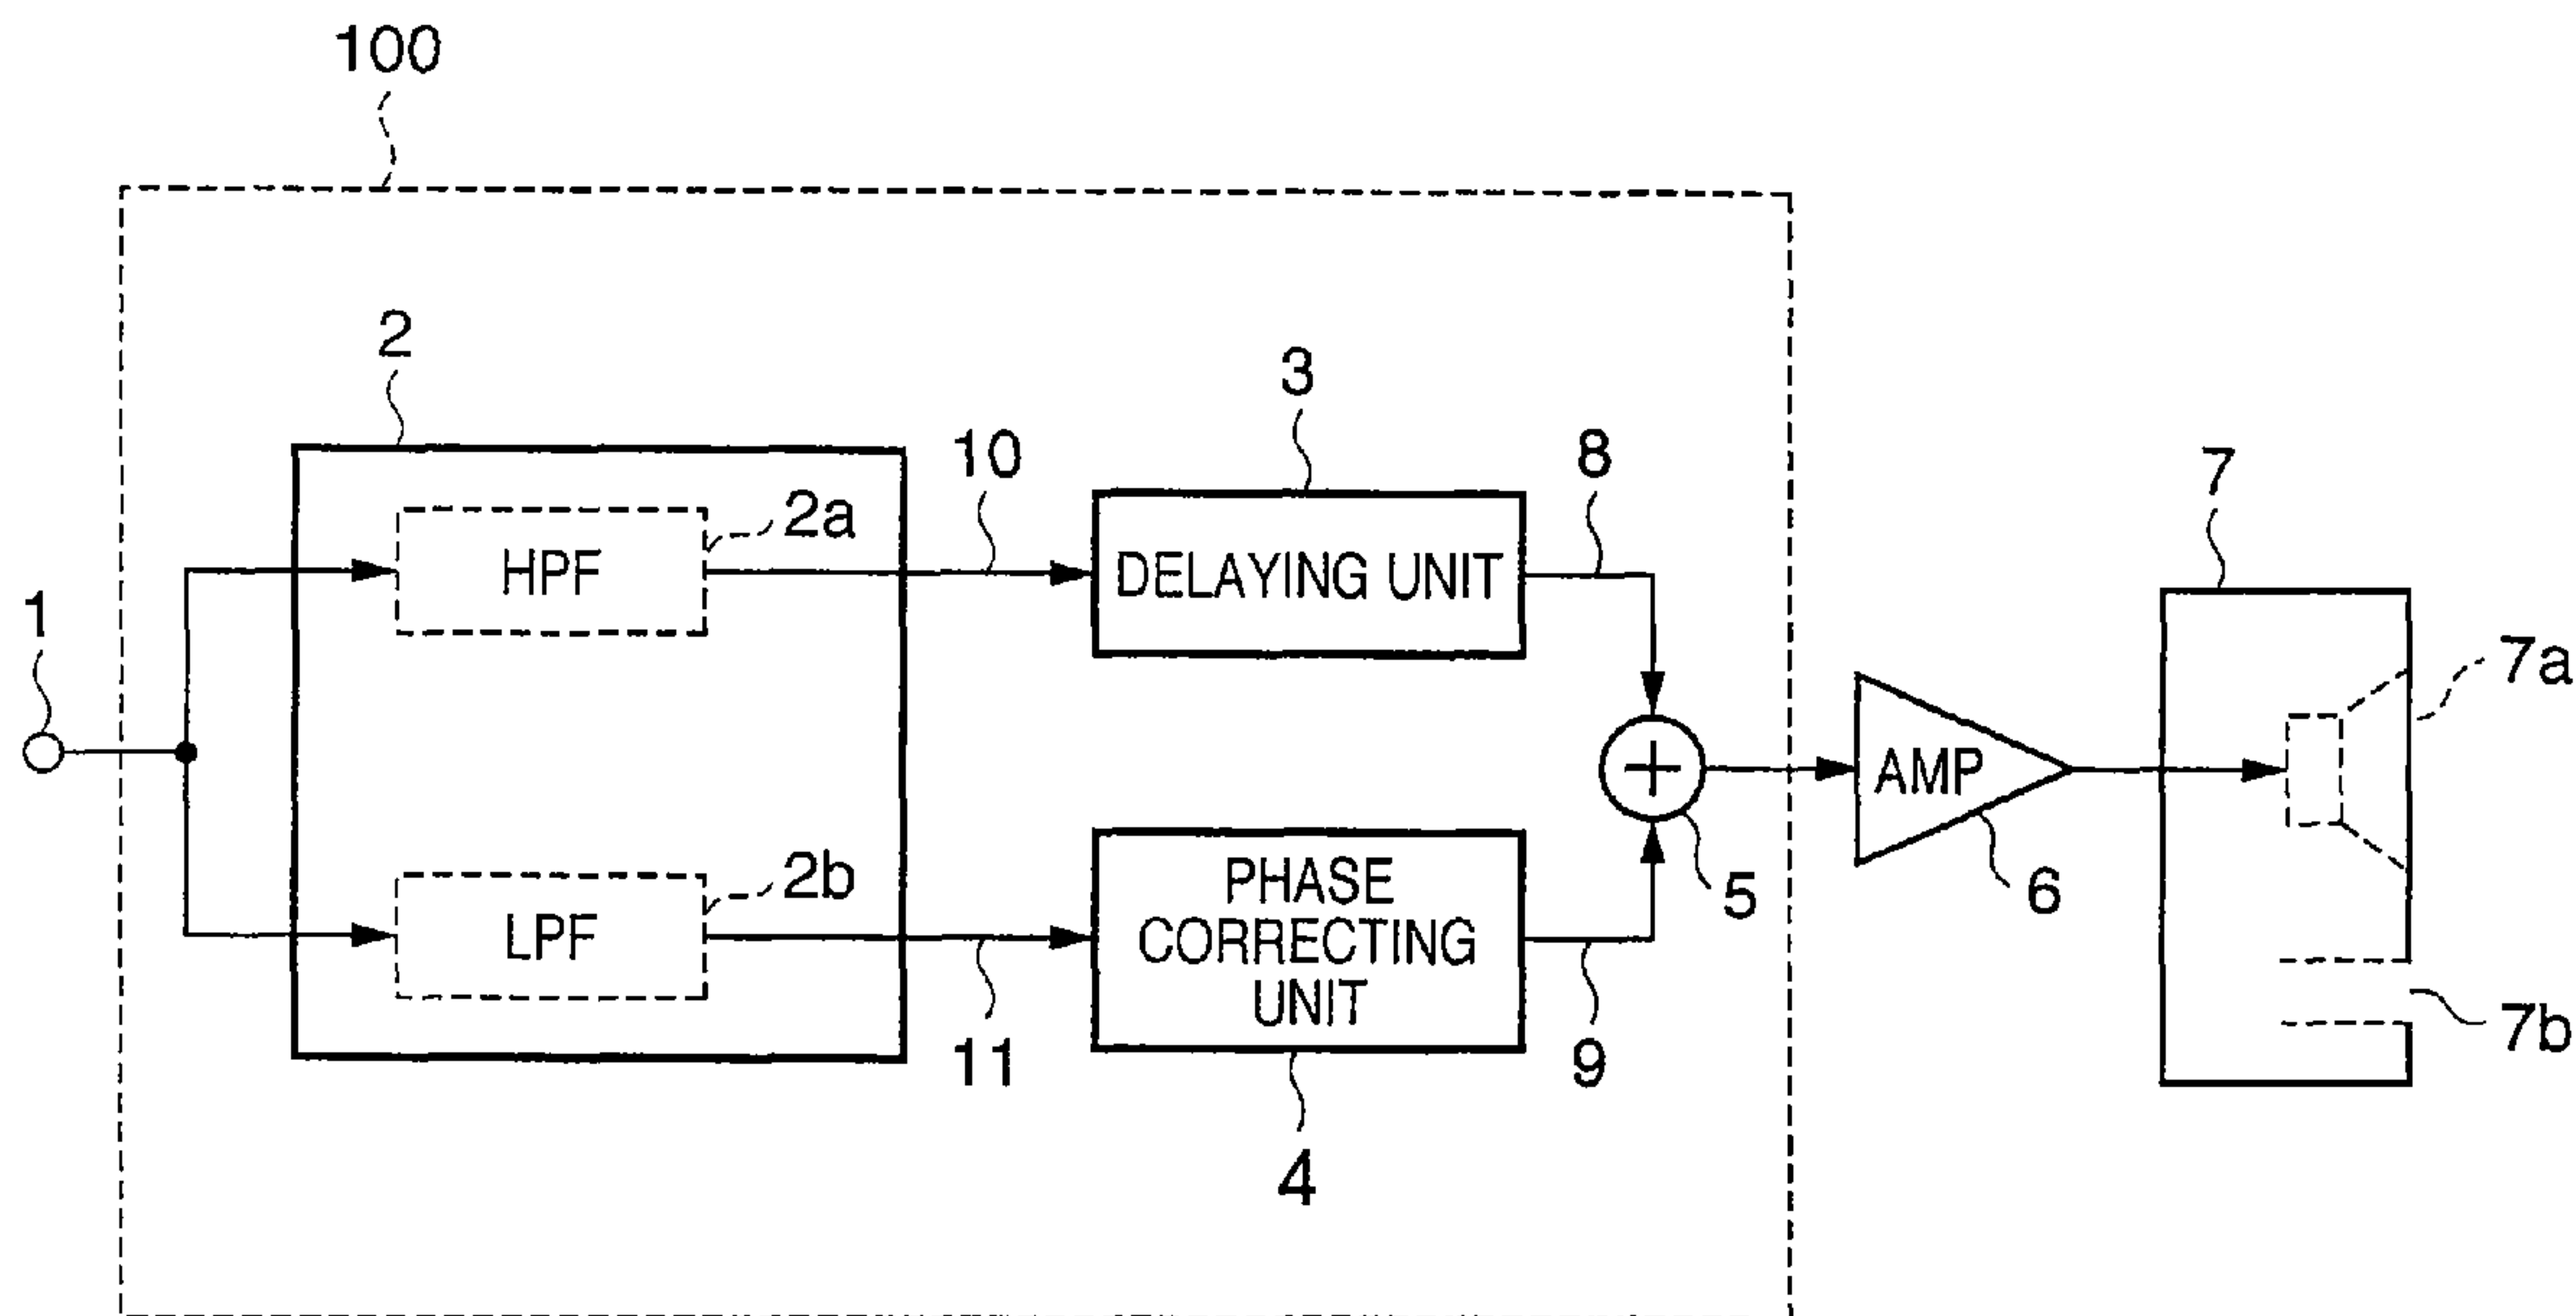 100
2
3
10
8
7
2a
HPF
DELAYING UNIT
1
7a
AMP
2b
PHASE
CORRECTING
UNIT
LPF
5
6
7b
11
9
4